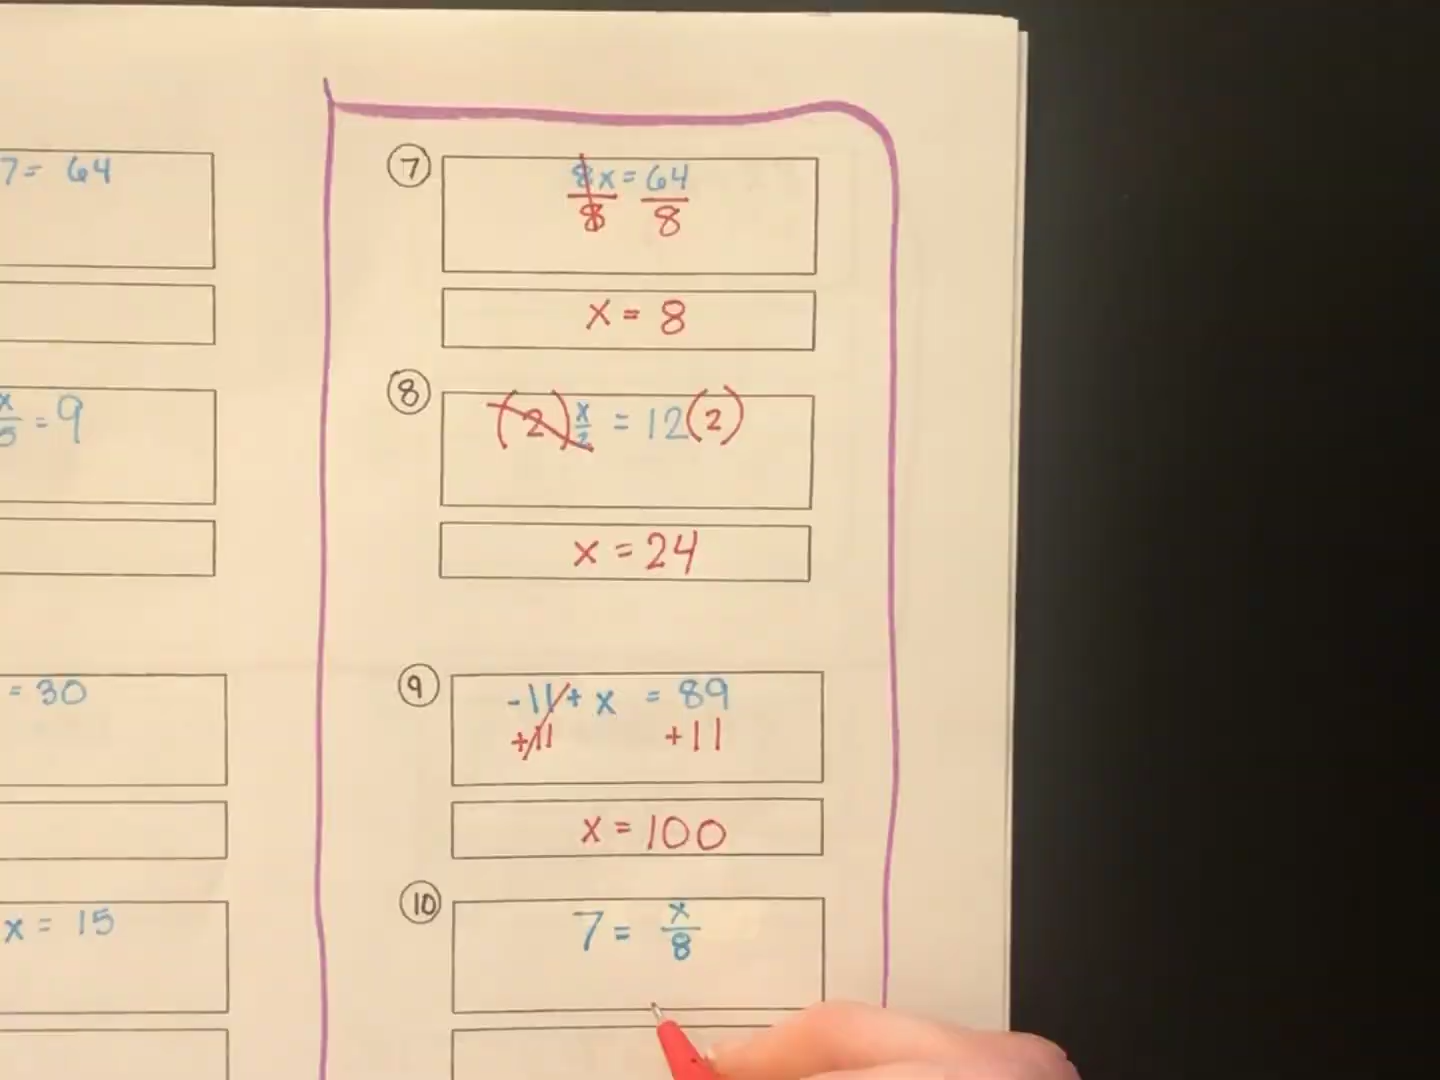 7 = 64
x/5 = 9
= 30
x = 15
7
8x = 64
8 8
x = 8
8
(2) x/2 = 12 (2)
x = 24
9
-11 + x = 89
+11 +11
x = 100
10
7 = x/8